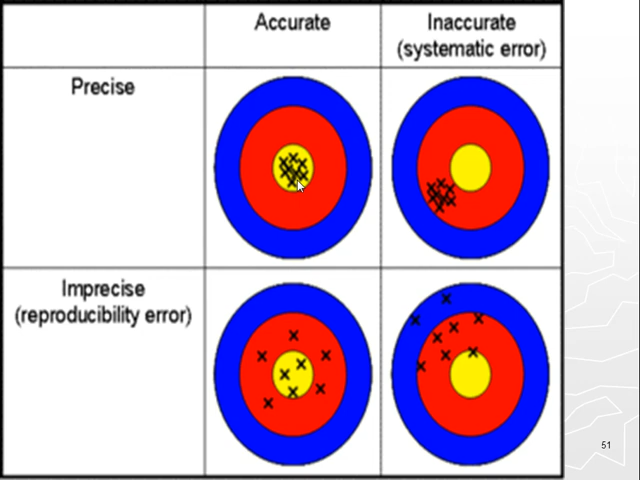 Accurate
Inaccurate
(systematic error)
Precise
Imprecise
(reproducibility error)
51